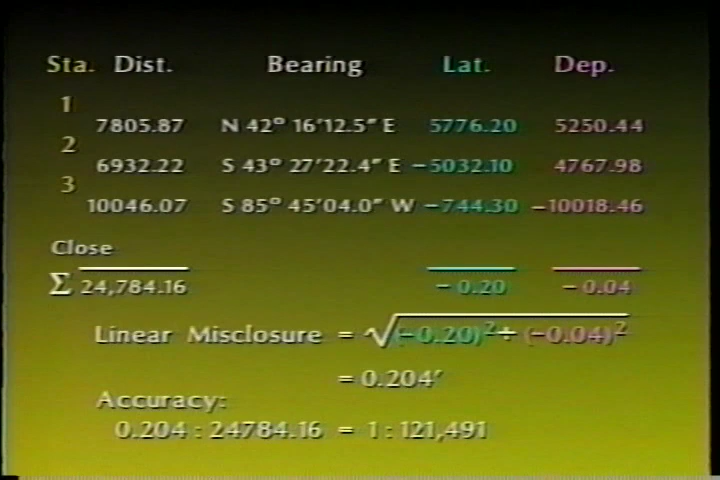 Sta. Dist. Bearing Lat. Dep.
1
7805.87 N 42° 16'12.5" E 5776.20 5250.44
2
6932.22 S 43° 27'22.4" E -5032.10 4767.98
3
10046.07 S 85° 45'04.0" W -744.30 -10018.46
Close
Σ 24,784.16 -0.20 -0.04
Linear Misclosure = √(-0.20)²+ (-0.04)²
= 0.204'
Accuracy:
0.204 : 24784.16 = 1 : 121,491